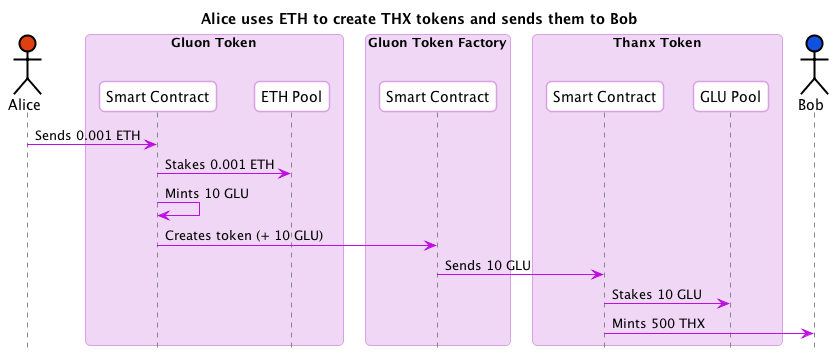 Alice uses ETH to create THX tokens and sends them to Bob
Gluon Token
Gluon Token Factory
Thanx Token
Alice
Smart Contract
ETH Pool
Smart Contract
Smart Contract
GLU Pool
Bob
Sends 0.001 ETH
Stakes 0.001 ETH
Mints 10 GLU
Creates token (+ 10 GLU)
Sends 10 GLU
Stakes 10 GLU
Mints 500 THX